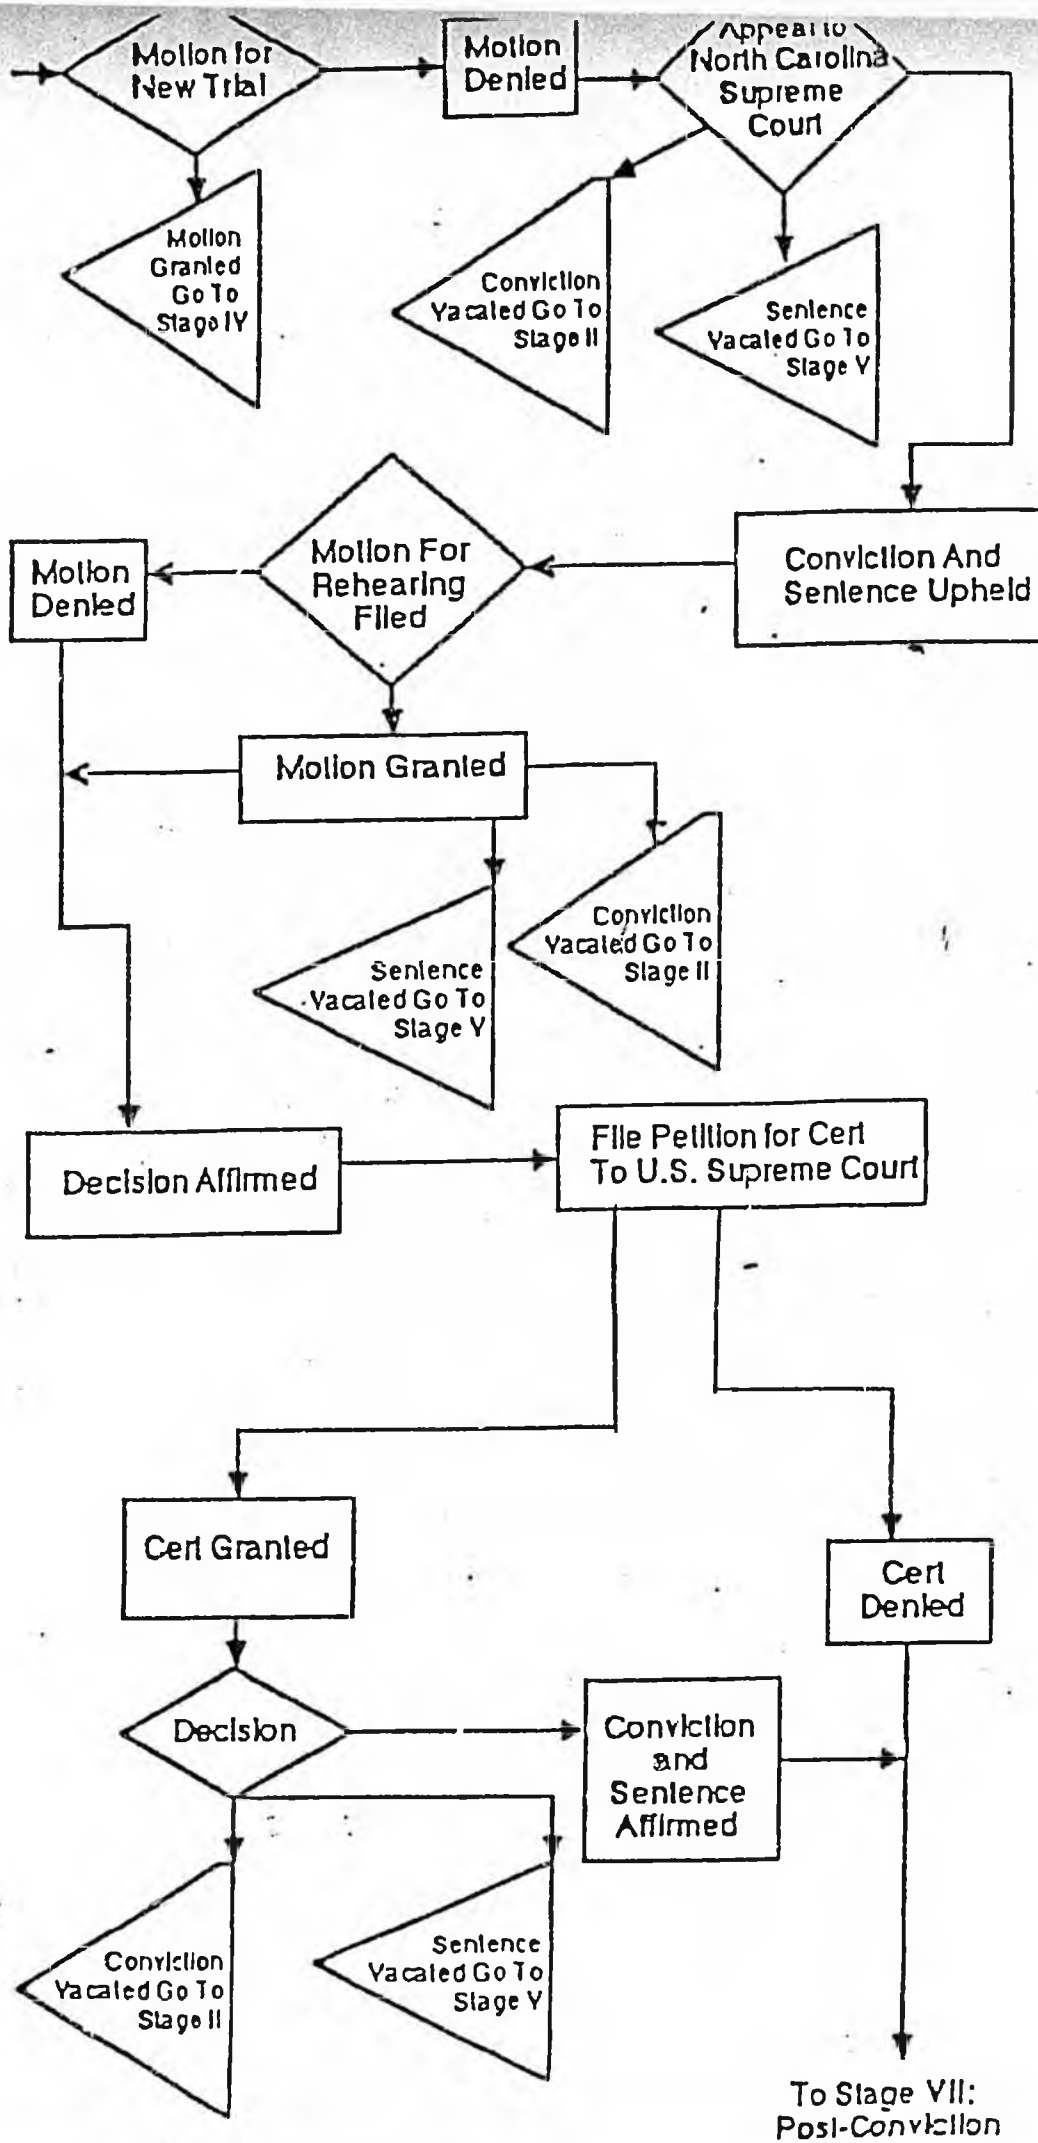 Motion for
New Trial
Motion
Denied
Appeal to
North Carolina
Supreme
Court
Motion
Granted
Go To
Stage IV
Conviction
Vacated Go To
Stage II
Sentence
Vacated Go To
Stage V
Motion
Denied
Motion For
Rehearing
Filed
Conviction And
Sentence Upheld
Motion Granted
Sentence
Vacated Go To
Stage V
Conviction
Vacated Go To
Stage II
Decision Affirmed
File Petition for Cert
To U.S. Supreme Court
Cert Granted
Cert
Denied
Decision
Conviction
and
Sentence
Affirmed
Conviction
Vacated Go To
Stage II
Sentence
Vacated Go To
Stage V
To Stage VII:
Post-Conviction